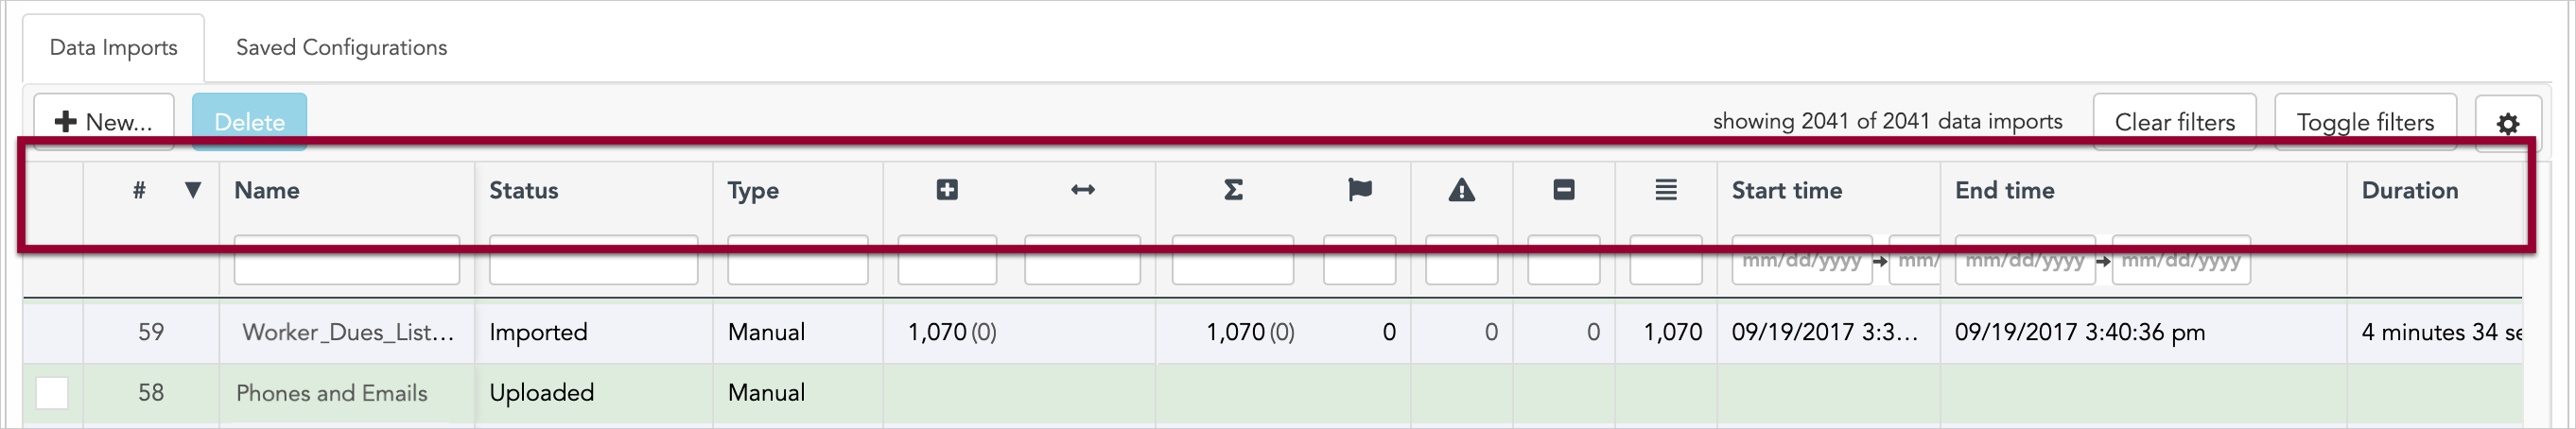 Data Imports Saved Configurations
New... Delete showing 2041 of 2041 data imports Clear filters Toggle filters
# ▼ Name Status Type Σ Start time End time Duration
mm/dd/yyyy → mm/ mm/dd/yyyy → mm/dd/yyyy
59 Worker_Dues_List... Imported Manual 1,070 (0) 1,070 (0) 0 0 0 1,070 09/19/2017 3:3... 09/19/2017 3:40:36 pm 4 minutes 34 se
58 Phones and Emails Uploaded Manual